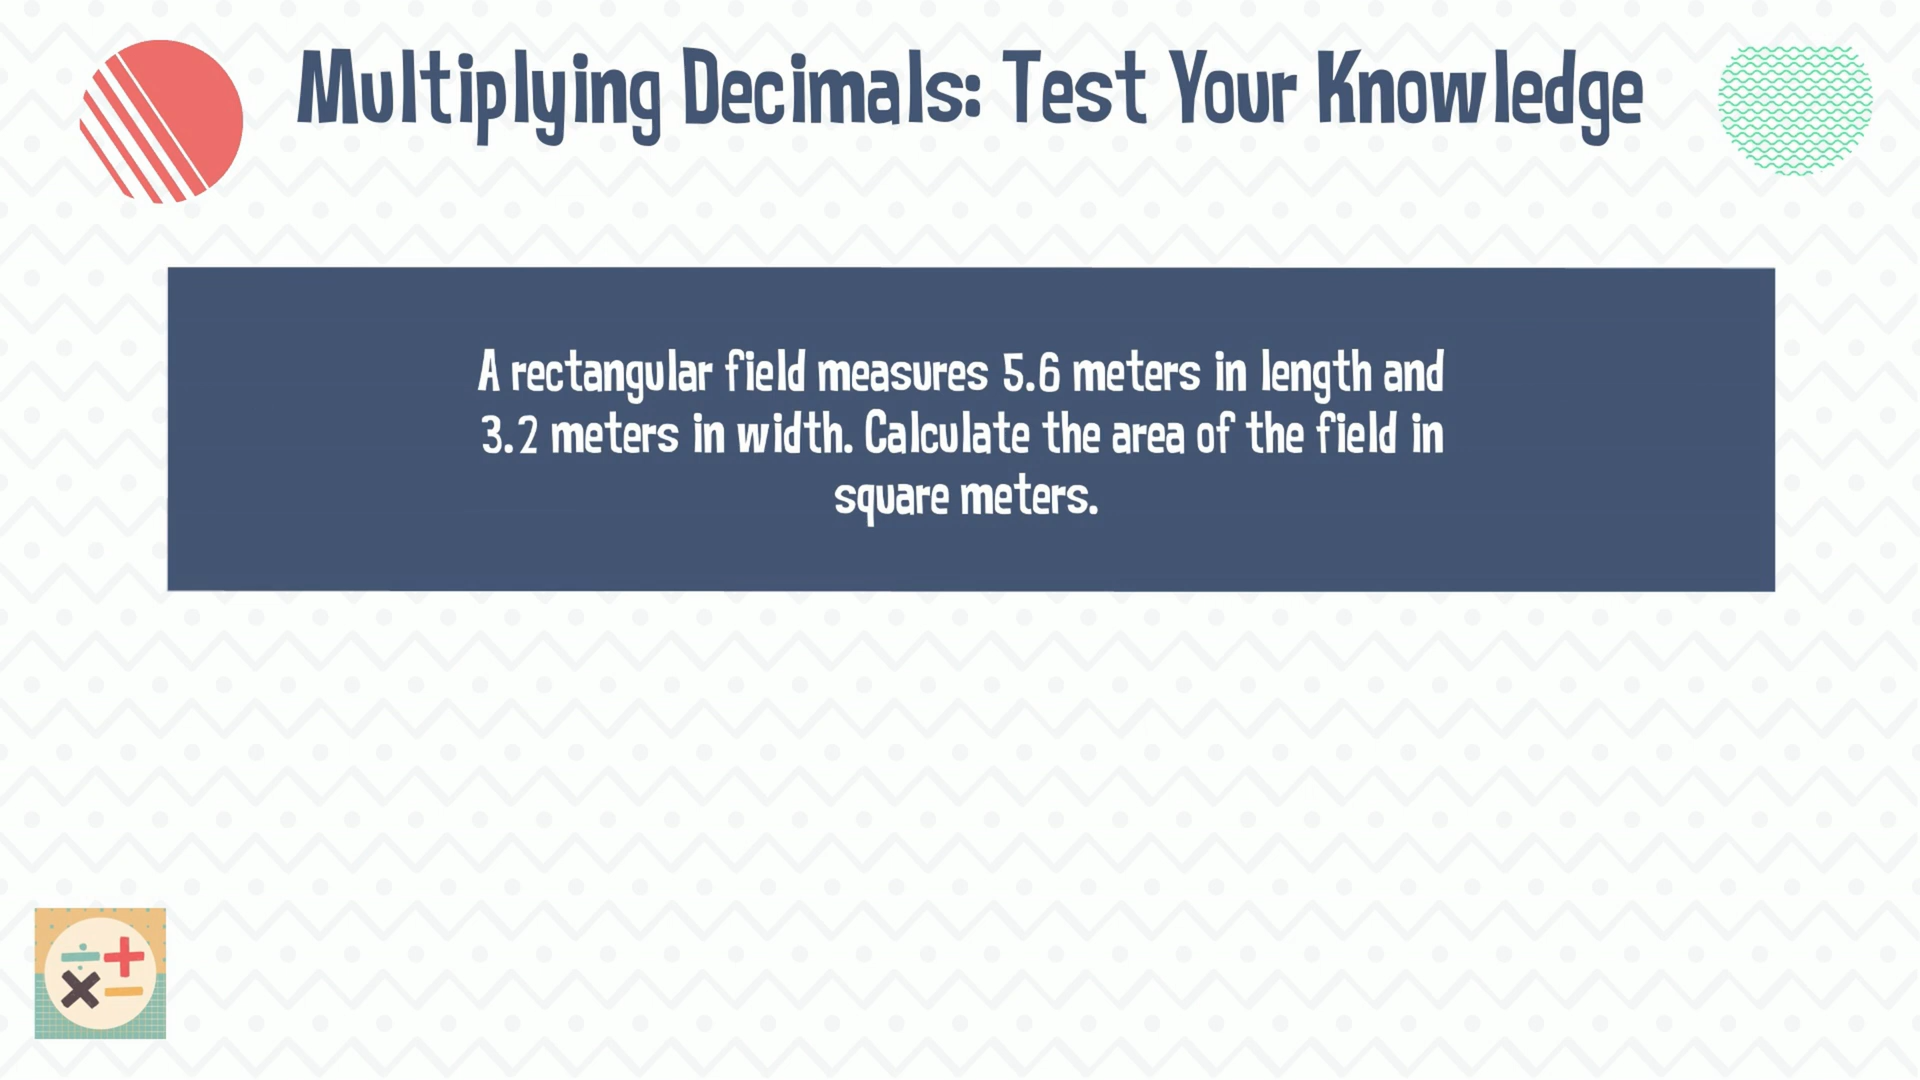 Multiplying Decimals: Test Your Knowledge
A rectangular field measures 5.6 meters in length and
3.2 meters in width. Calculate the area of the field in
square meters.